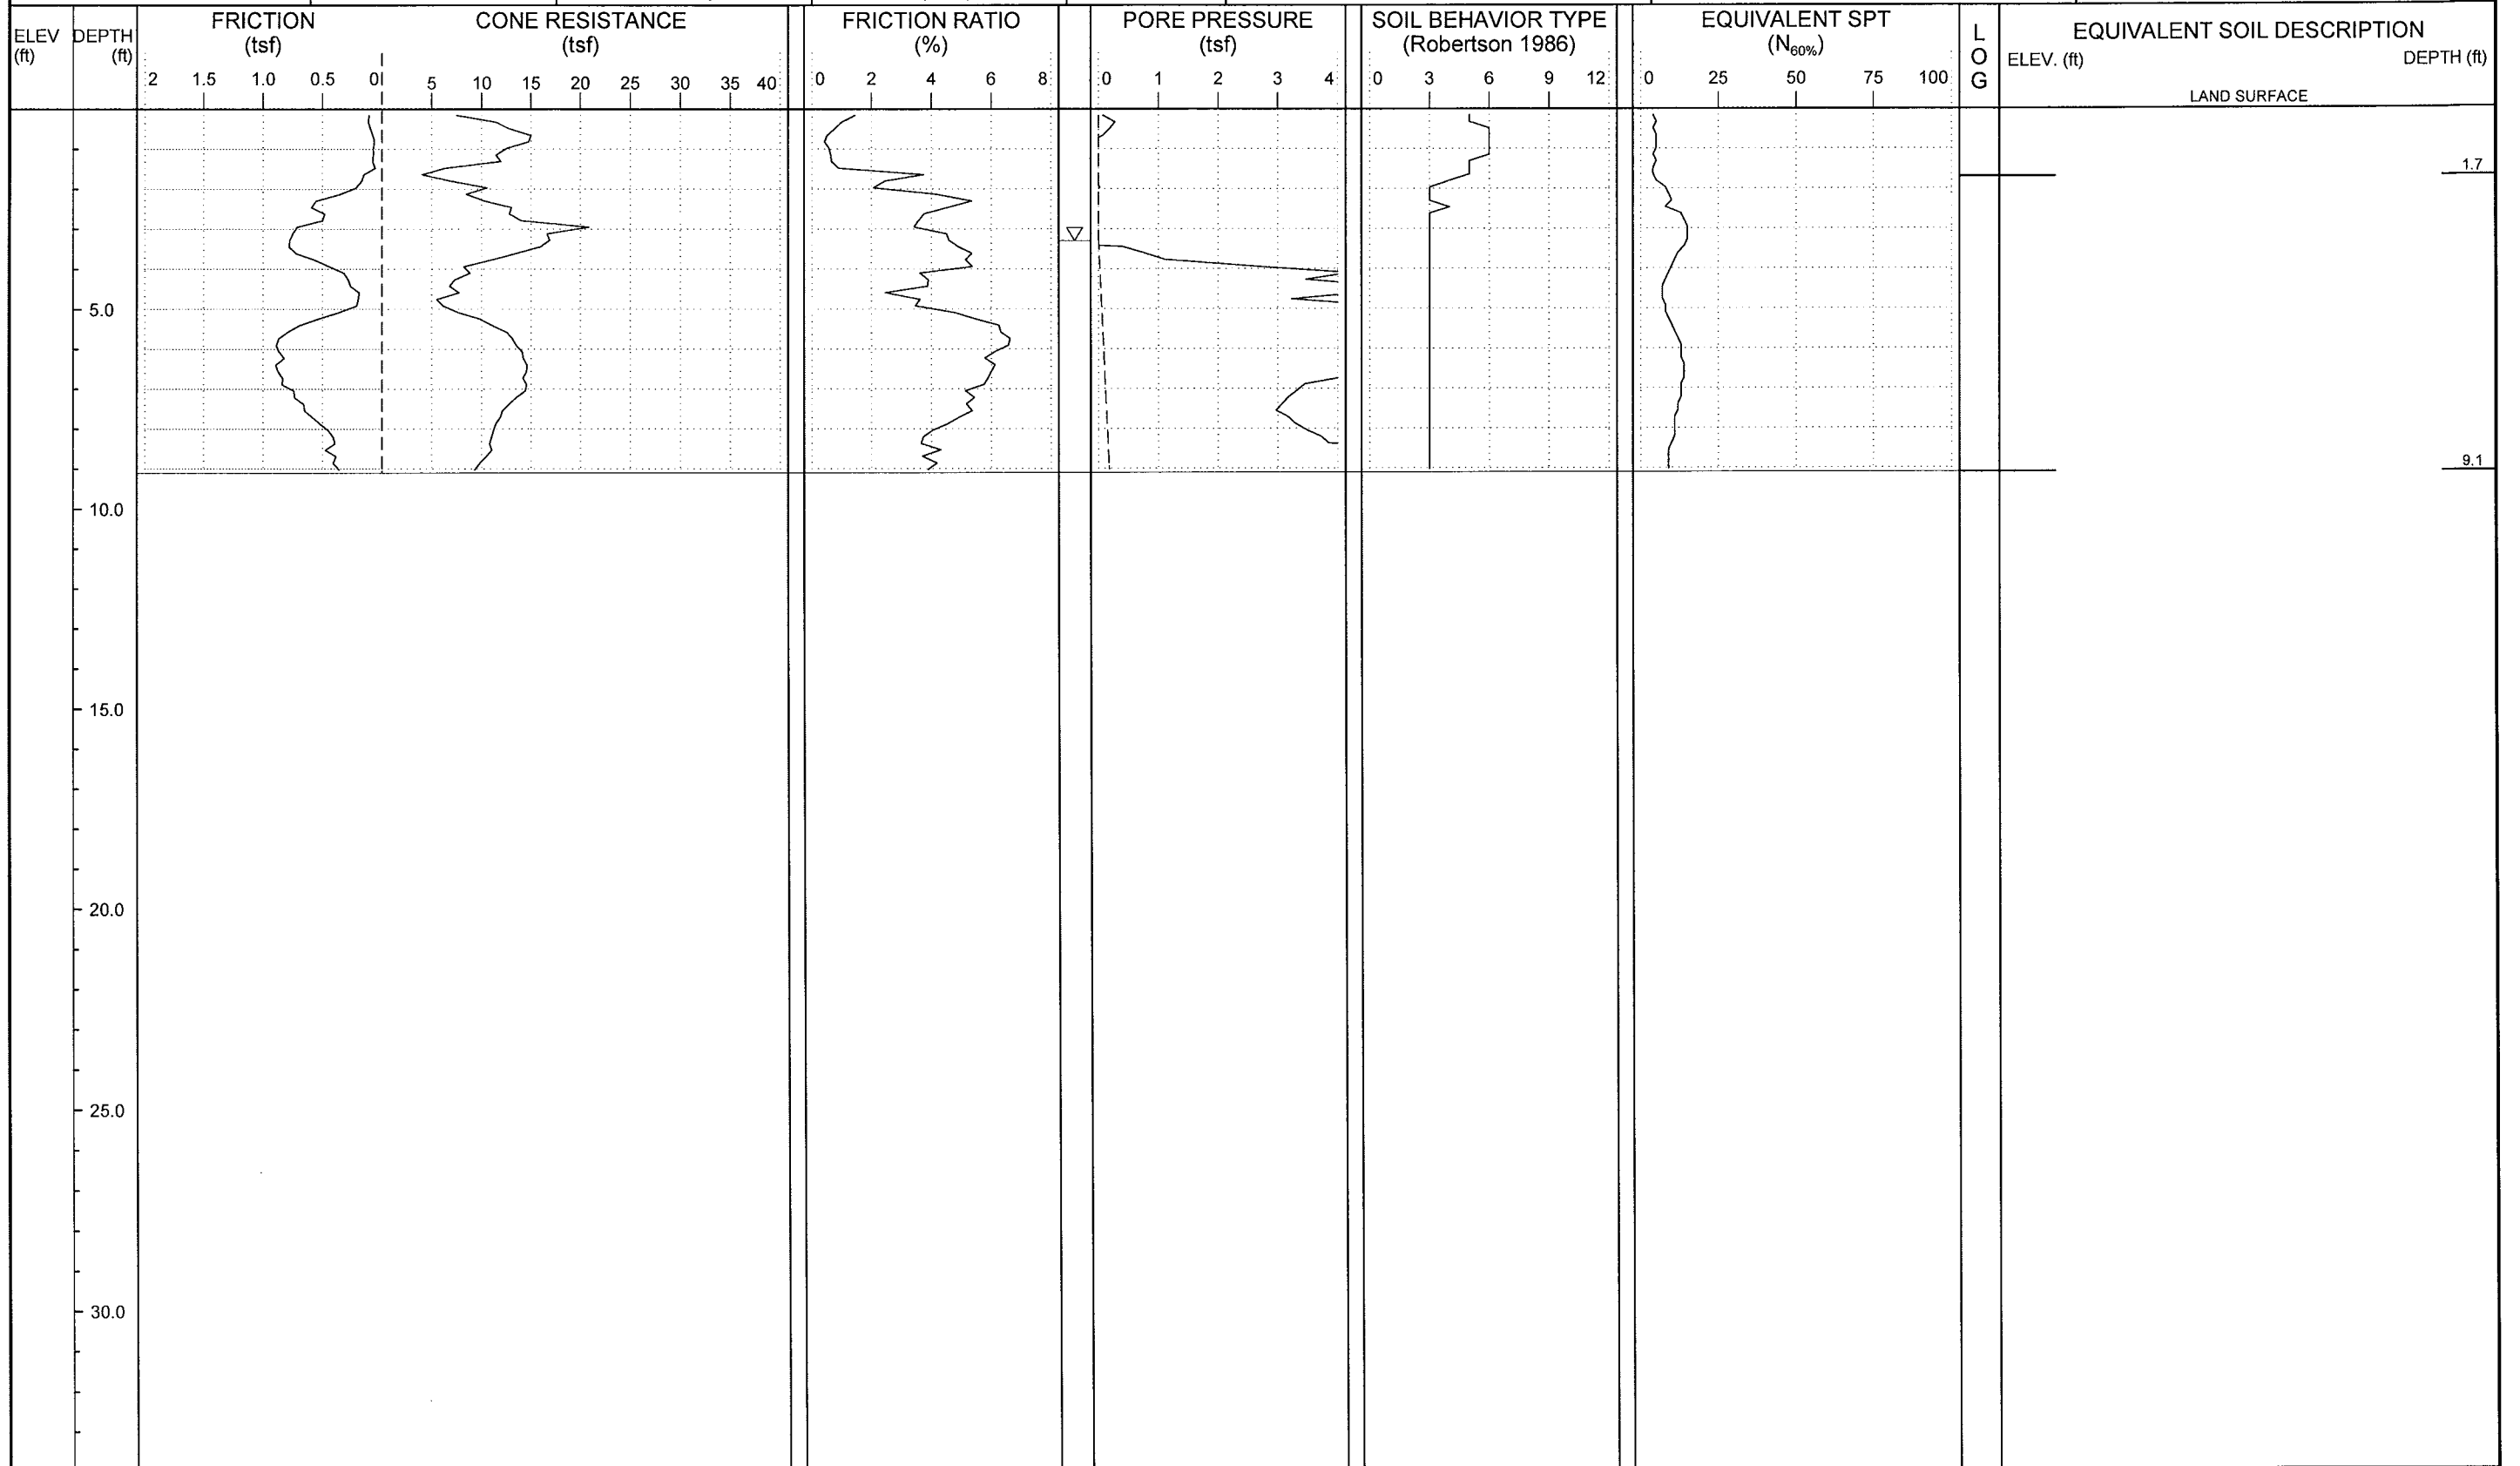 ELEV
(ft)
DEPTH
(ft)
FRICTION
(tsf)
2 1.5 1.0 0.5 0
CONE RESISTANCE
(tsf)
5 10 15 20 25 30 35 40
FRICTION RATIO
(%)
0 2 4 6 8
PORE PRESSURE
(tsf)
0 1 2 3 4
SOIL BEHAVIOR TYPE
(Robertson 1986)
0 3 6 9 12
EQUIVALENT SPT
(N60%)
0 25 50 75 100
L
O
G
EQUIVALENT SOIL DESCRIPTION
ELEV. (ft) DEPTH (ft)
LAND SURFACE
1.7
5.0
9.1
10.0
15.0
20.0
25.0
30.0